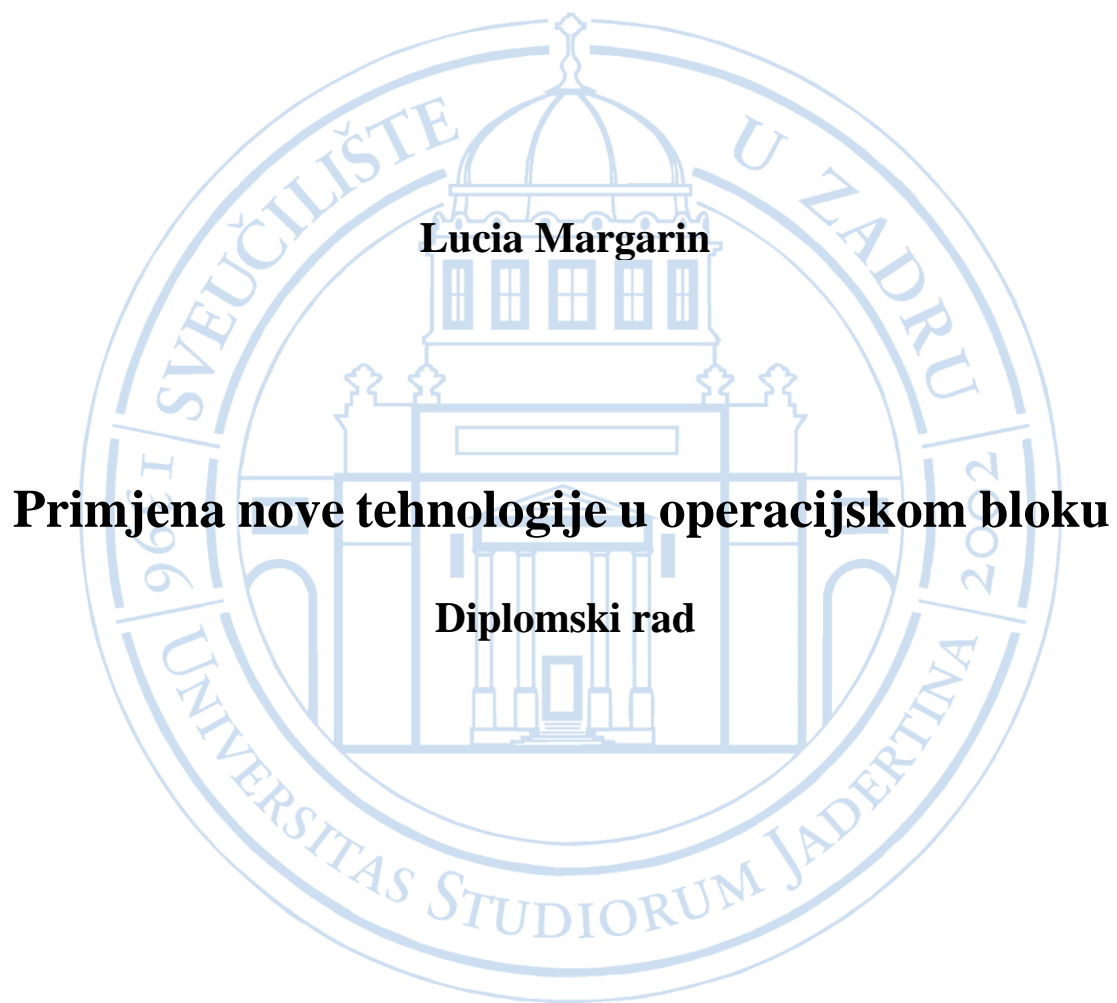 SVEUČILIŠTE U ZADRU
Lucia Margarin
Primjena nove tehnologije u operacijskom bloku
Diplomski rad
1396
2002
UNIVERSITAS STUDIORUM JADERTINA